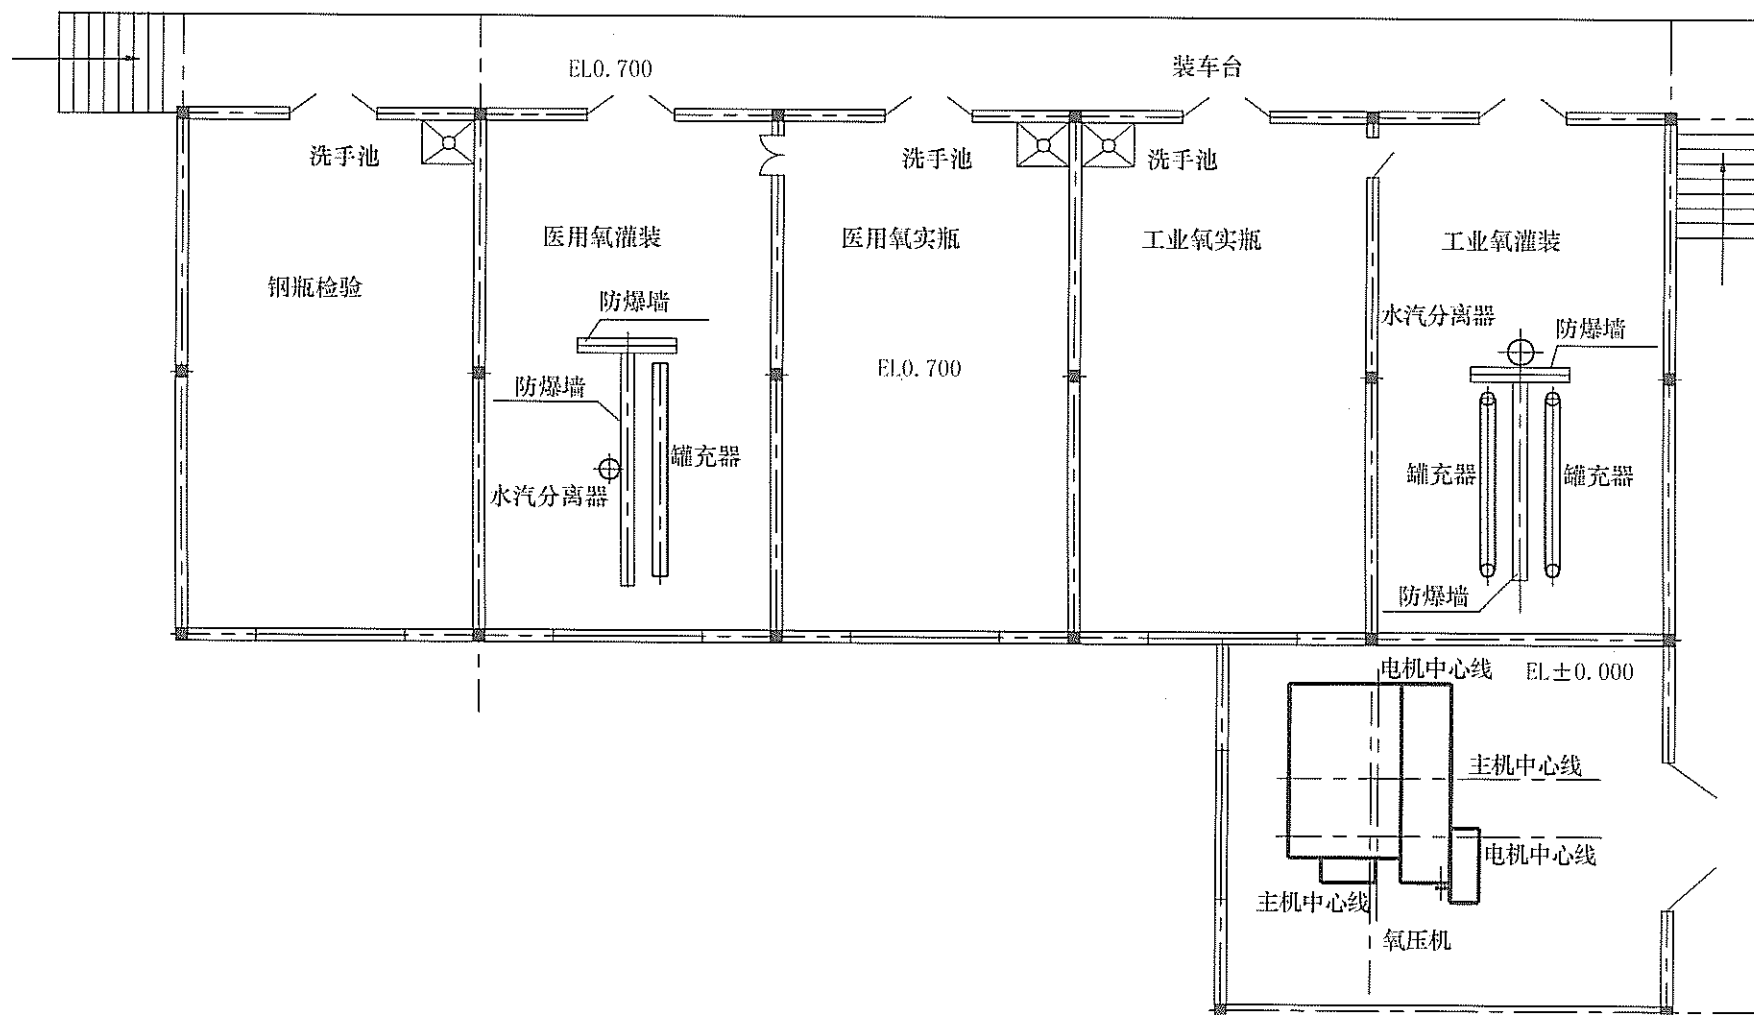 EL0.700
装车台
洗手池
洗手池
洗手池
医用氧灌装
医用氧实瓶
工业氧实瓶
工业氧灌装
钢瓶检验
防爆墙
水汽分离器
防爆墙
EL0.700
防爆墙
罐充器
罐充器
罐充器
水汽分离器
防爆墙
电机中心线
EL±0.000
主机中心线
电机中心线
主机中心线
氧压机